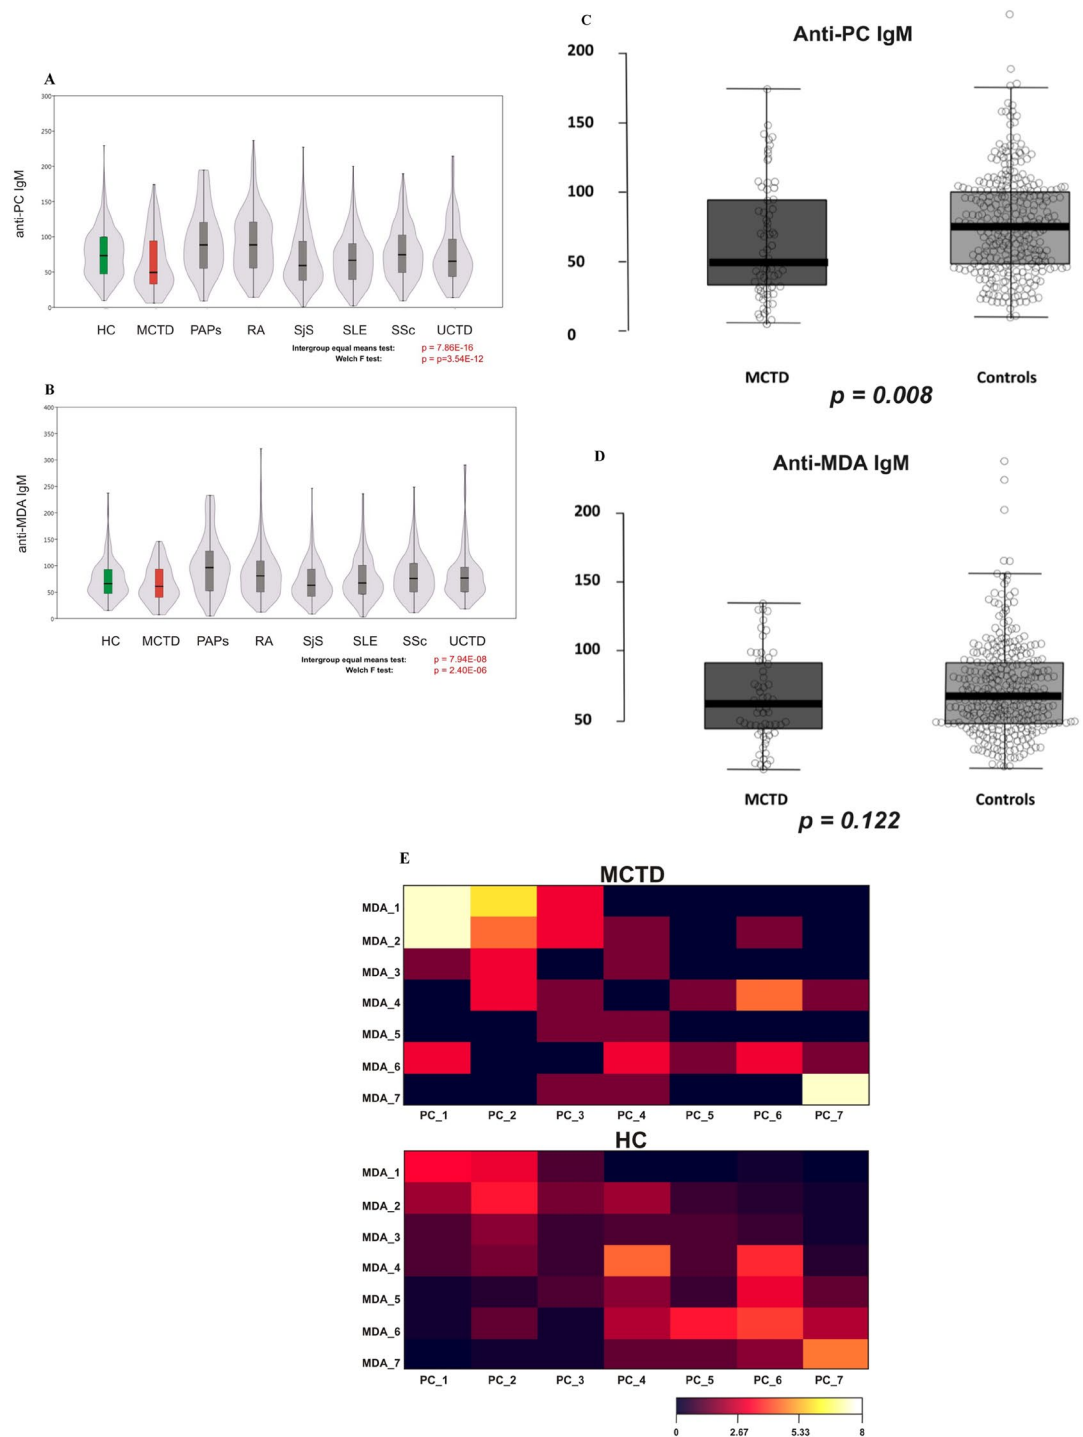 A
anti-PC IgM
300
250
200
150
100
50
0
HC MCTD PAPs RA SjS SLE SSc UCTD
Intergroup equal means test: p = 7.86E-16
Welch F test: p = p=3.54E-12
B
anti-MDA IgM
400
350
300
250
200
150
100
50
0
HC MCTD PAPs RA SjS SLE SSc UCTD
Intergroup equal means test: p = 7.94E-08
Welch F test: p = 2.40E-06
C
Anti-PC IgM
200
150
100
50
0
MCTD Controls
p = 0.008
D
Anti-MDA IgM
200
150
100
50
MCTD Controls
p = 0.122
E
MCTD
MDA_1
MDA_2
MDA_3
MDA_4
MDA_5
MDA_6
MDA_7
PC_1 PC_2 PC_3 PC_4 PC_5 PC_6 PC_7
HC
MDA_1
MDA_2
MDA_3
MDA_4
MDA_5
MDA_6
MDA_7
PC_1 PC_2 PC_3 PC_4 PC_5 PC_6 PC_7
0 2.67 5.33 8